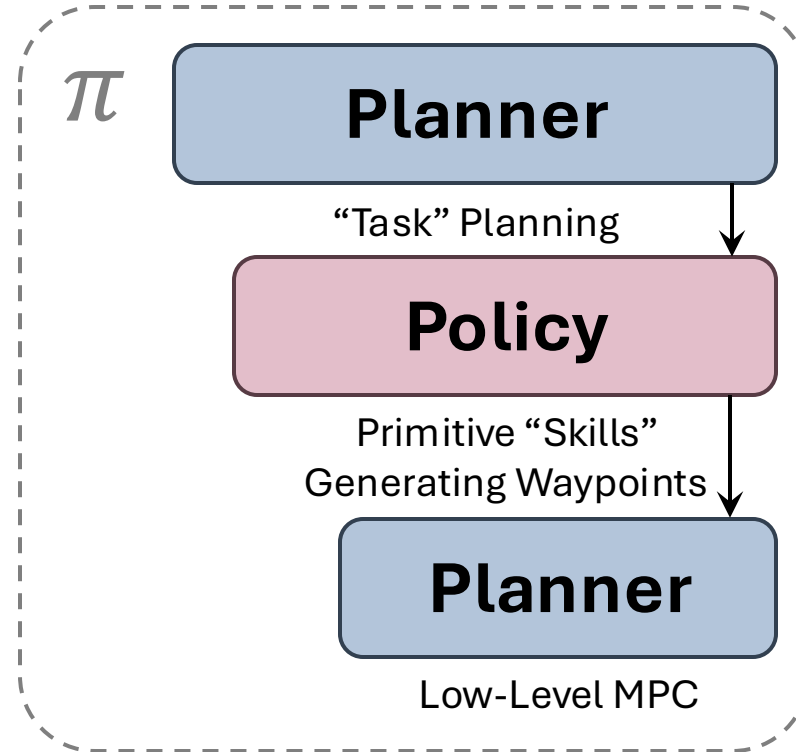 π
Planner
“Task” Planning
Policy
Primitive “Skills”
Generating Waypoints
Planner
Low-Level MPC